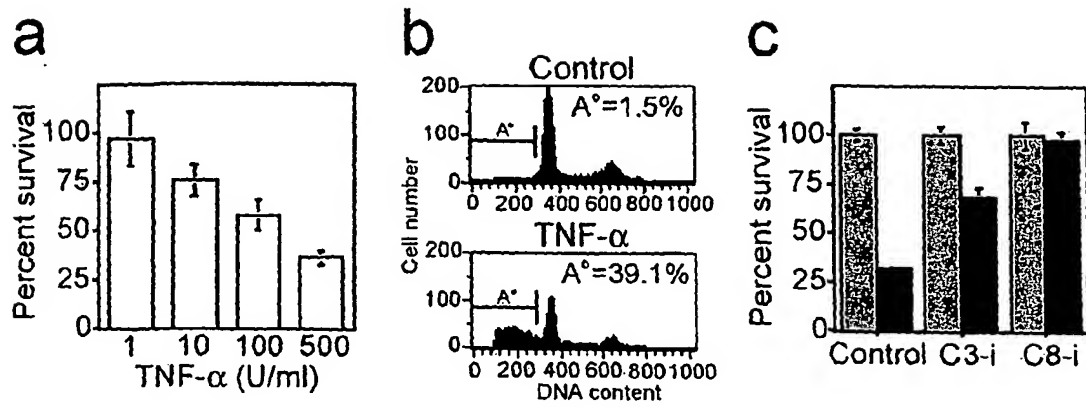 a
Percent survival
100
75
50
25
1 10 100 500
TNF-α (U/ml)
b
Control
200
100
0
A°
A°=1.5%
0 200 400 600 800 1000
Cell number
TNF-α
200
100
0
A°
A°=39.1%
0 200 400 600 800 1000
DNA content
c
Percent survival
100
75
50
25
0
Control C3-i C8-i